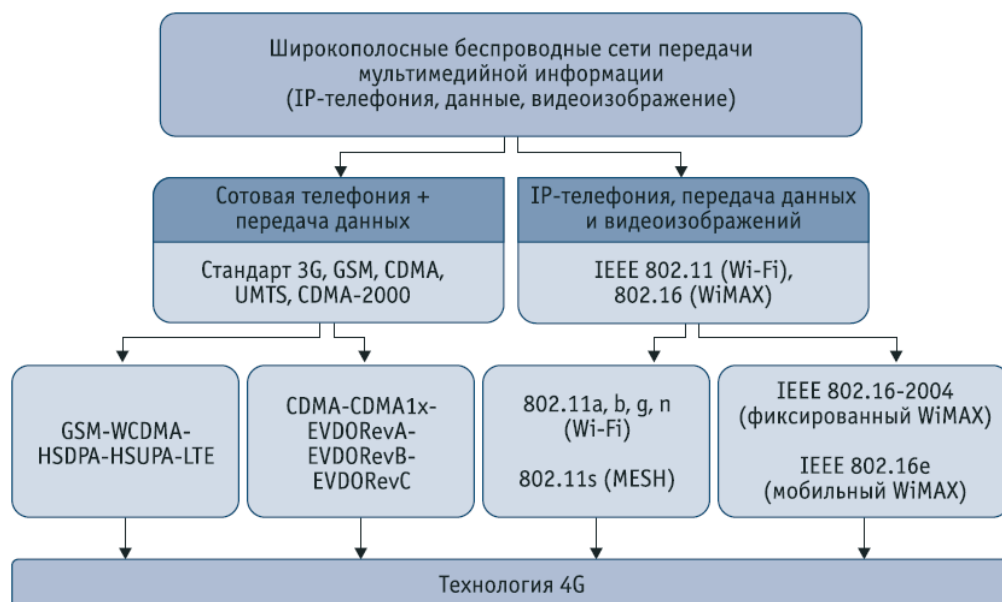 Широкополосные беспроводные сети передачи
мультимедийной информации
(IP-телефония, данные, видеоизображение)
Сотовая телефония +
передача данных
Стандарт 3G, GSM, CDMA,
UMTS, CDMA-2000
IP-телефония, передача данных
и видеоизображений
IEEE 802.11 (Wi-Fi),
802.16 (WiMAX)
GSM-WCDMA-
HSDPA-HSUPA-LTE
CDMA-CDMA1x-
EVDORevA-
EVDORevB-
EVDORevC
802.11a, b, g, n
(Wi-Fi)
802.11s (MESH)
IEEE 802.16-2004
(фиксированный WiMAX)
IEEE 802.16e
(мобильный WiMAX)
Технология 4G